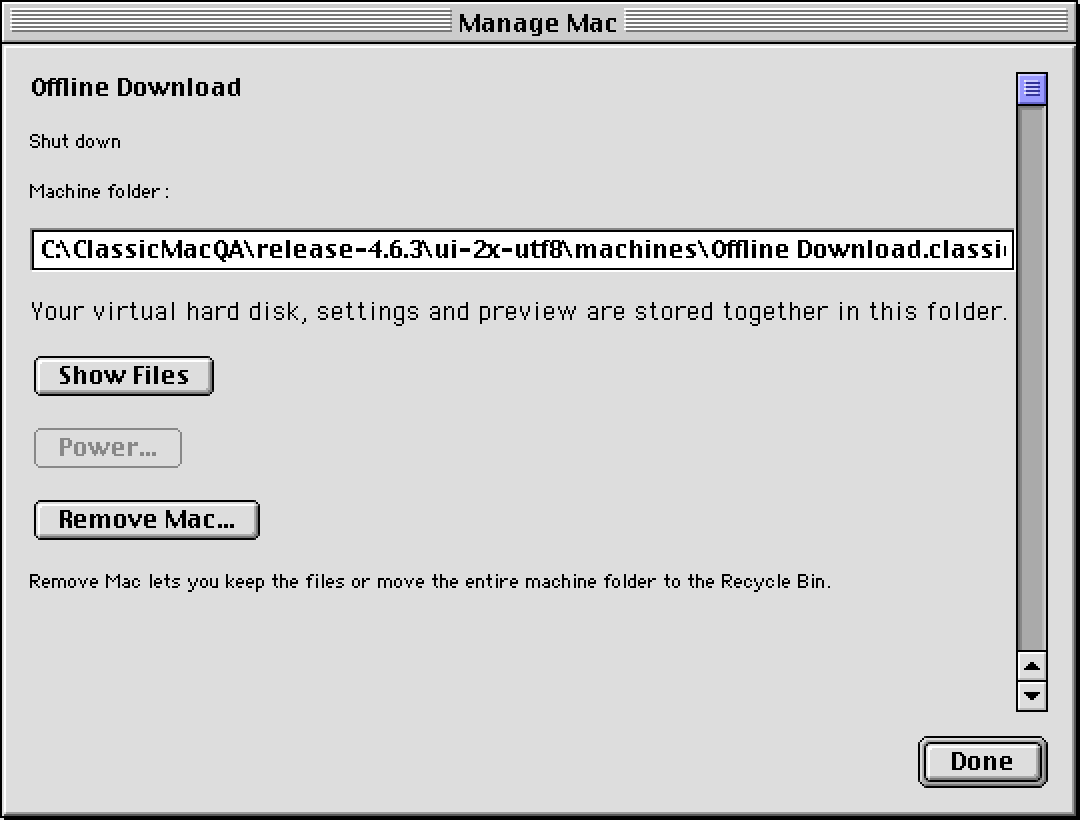 Manage Mac
Offline Download
Shut down
Machine folder:
C:\ClassicMacQA\release-4.6.3\ui-2x-utf8\machines\Offline Download.classi
Your virtual hard disk, settings and preview are stored together in this folder.
Show Files
Power...
Remove Mac...
Remove Mac lets you keep the files or move the entire machine folder to the Recycle Bin.
Done